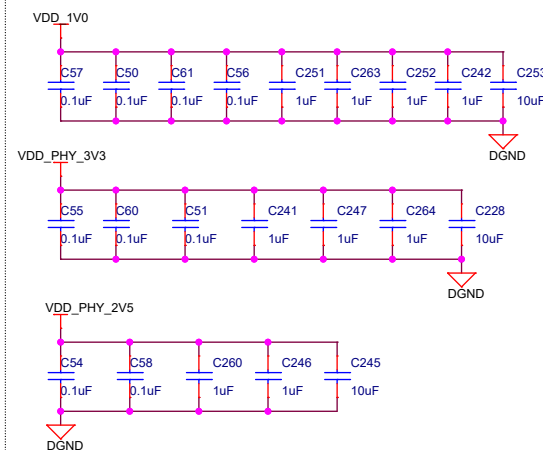 VDD_1V0
C57 C50 C61 C56 C251 C263 C252 C242 C253
0.1uF 0.1uF 0.1uF 0.1uF 1uF 1uF 1uF 1uF 10uF
DGND
VDD_PHY_3V3
C55 C60 C51 C241 C247 C264 C228
0.1uF 0.1uF 0.1uF 1uF 1uF 1uF 10uF
DGND
VDD_PHY_2V5
C54 C58 C260 C246 C245
0.1uF 0.1uF 1uF 1uF 10uF
DGND